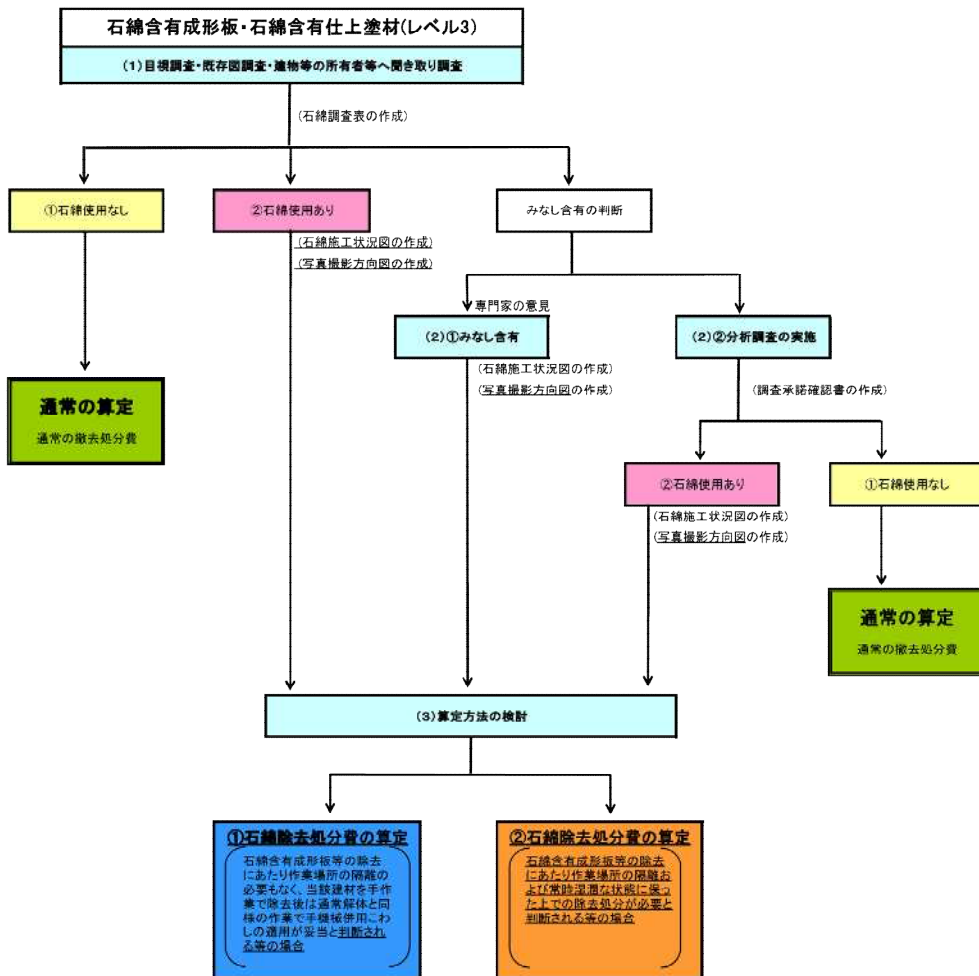 石綿含有成形板・石綿含有仕上塗材(レベル3)
(1)目視調査・既存図調査・建物等の所有者等へ聞き取り調査
(石綿調査表の作成)
①石綿使用なし
②石綿使用あり
みなし含有の判断
(石綿施工状況図の作成)
(写真撮影方向図の作成)
専門家の意見
(2)①みなし含有
(2)②分析調査の実施
(石綿施工状況図の作成)
(写真撮影方向図の作成)
(調査承諾確認書の作成)
通常の算定
通常の撤去処分費
②石綿使用あり
①石綿使用なし
(石綿施工状況図の作成)
(写真撮影方向図の作成)
通常の算定
通常の撤去処分費
(3)算定方法の検討
①石綿除去処分費の算定
石綿含有成形板等の除去
にあたり作業場所の隔離の
必要もなく、当該建材を手作
業で除去後は通常解体と同
様の作業で手機械併用こわ
しの適用が妥当と判断され
る等の場合
②石綿除去処分費の算定
石綿含有成形板等の除去
にあたり作業場所の隔離お
よび常時湿潤な状態に保っ
た上での除去処分が必要と
判断される等の場合